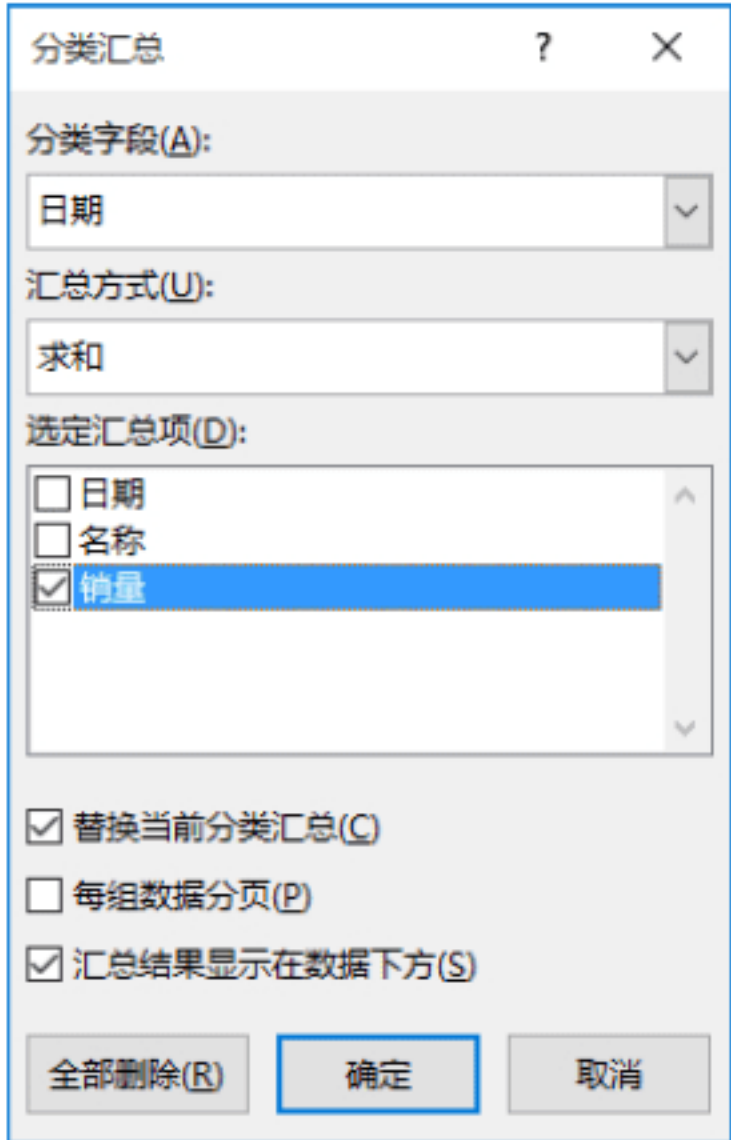 分类汇总 ?
分类字段(A):
日期
汇总方式(U):
求和
选定汇总项(D):
日期
名称
销量
替换当前分类汇总(C)
每组数据分页(P)
汇总结果显示在数据下方(S)
全部删除(R) 确定 取消